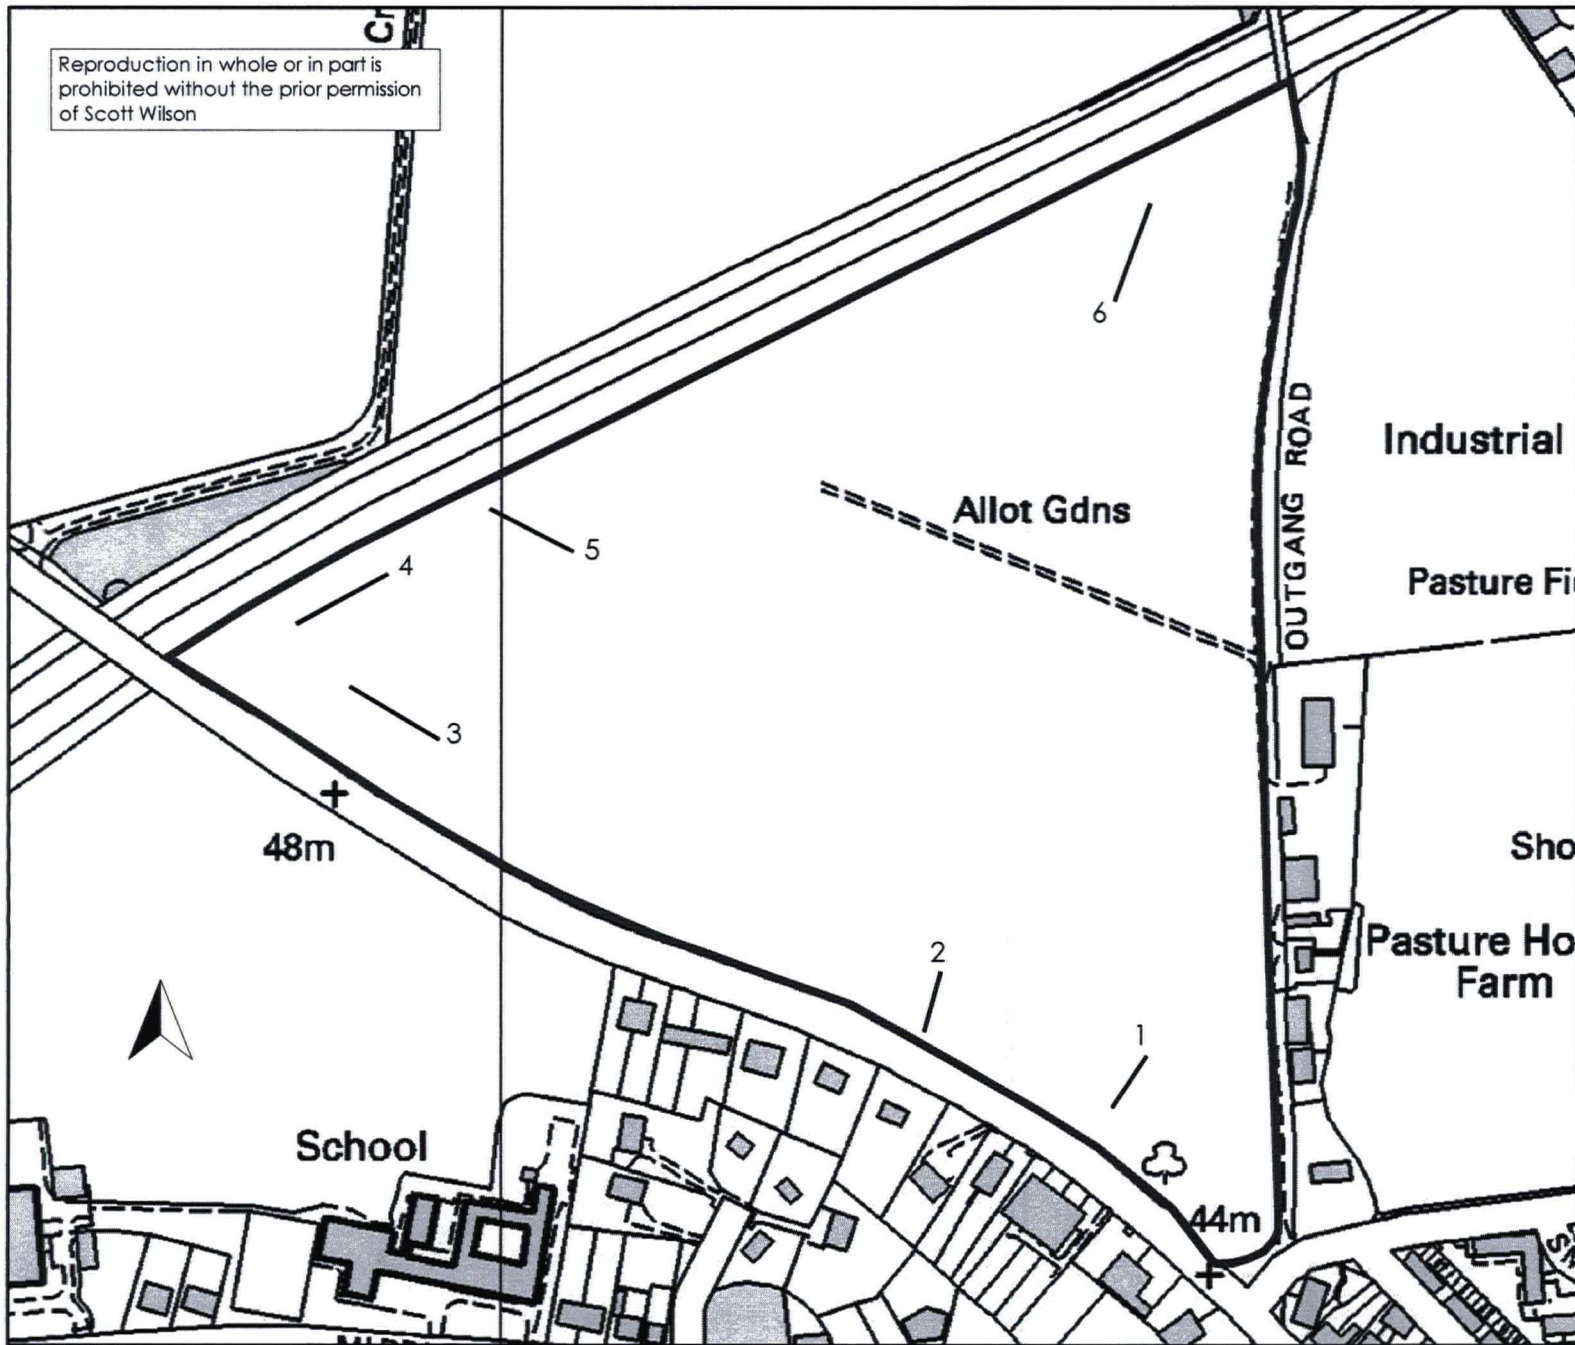 Cr
Reproduction in whole or in part is
prohibited without the prior permission
of Scott Wilson
6
OUTGANG ROAD
Industrial
Allot Gdns
5
4
Pasture Fi
3
48m
Sho
2
Pasture Ho
Farm
1
School
44m